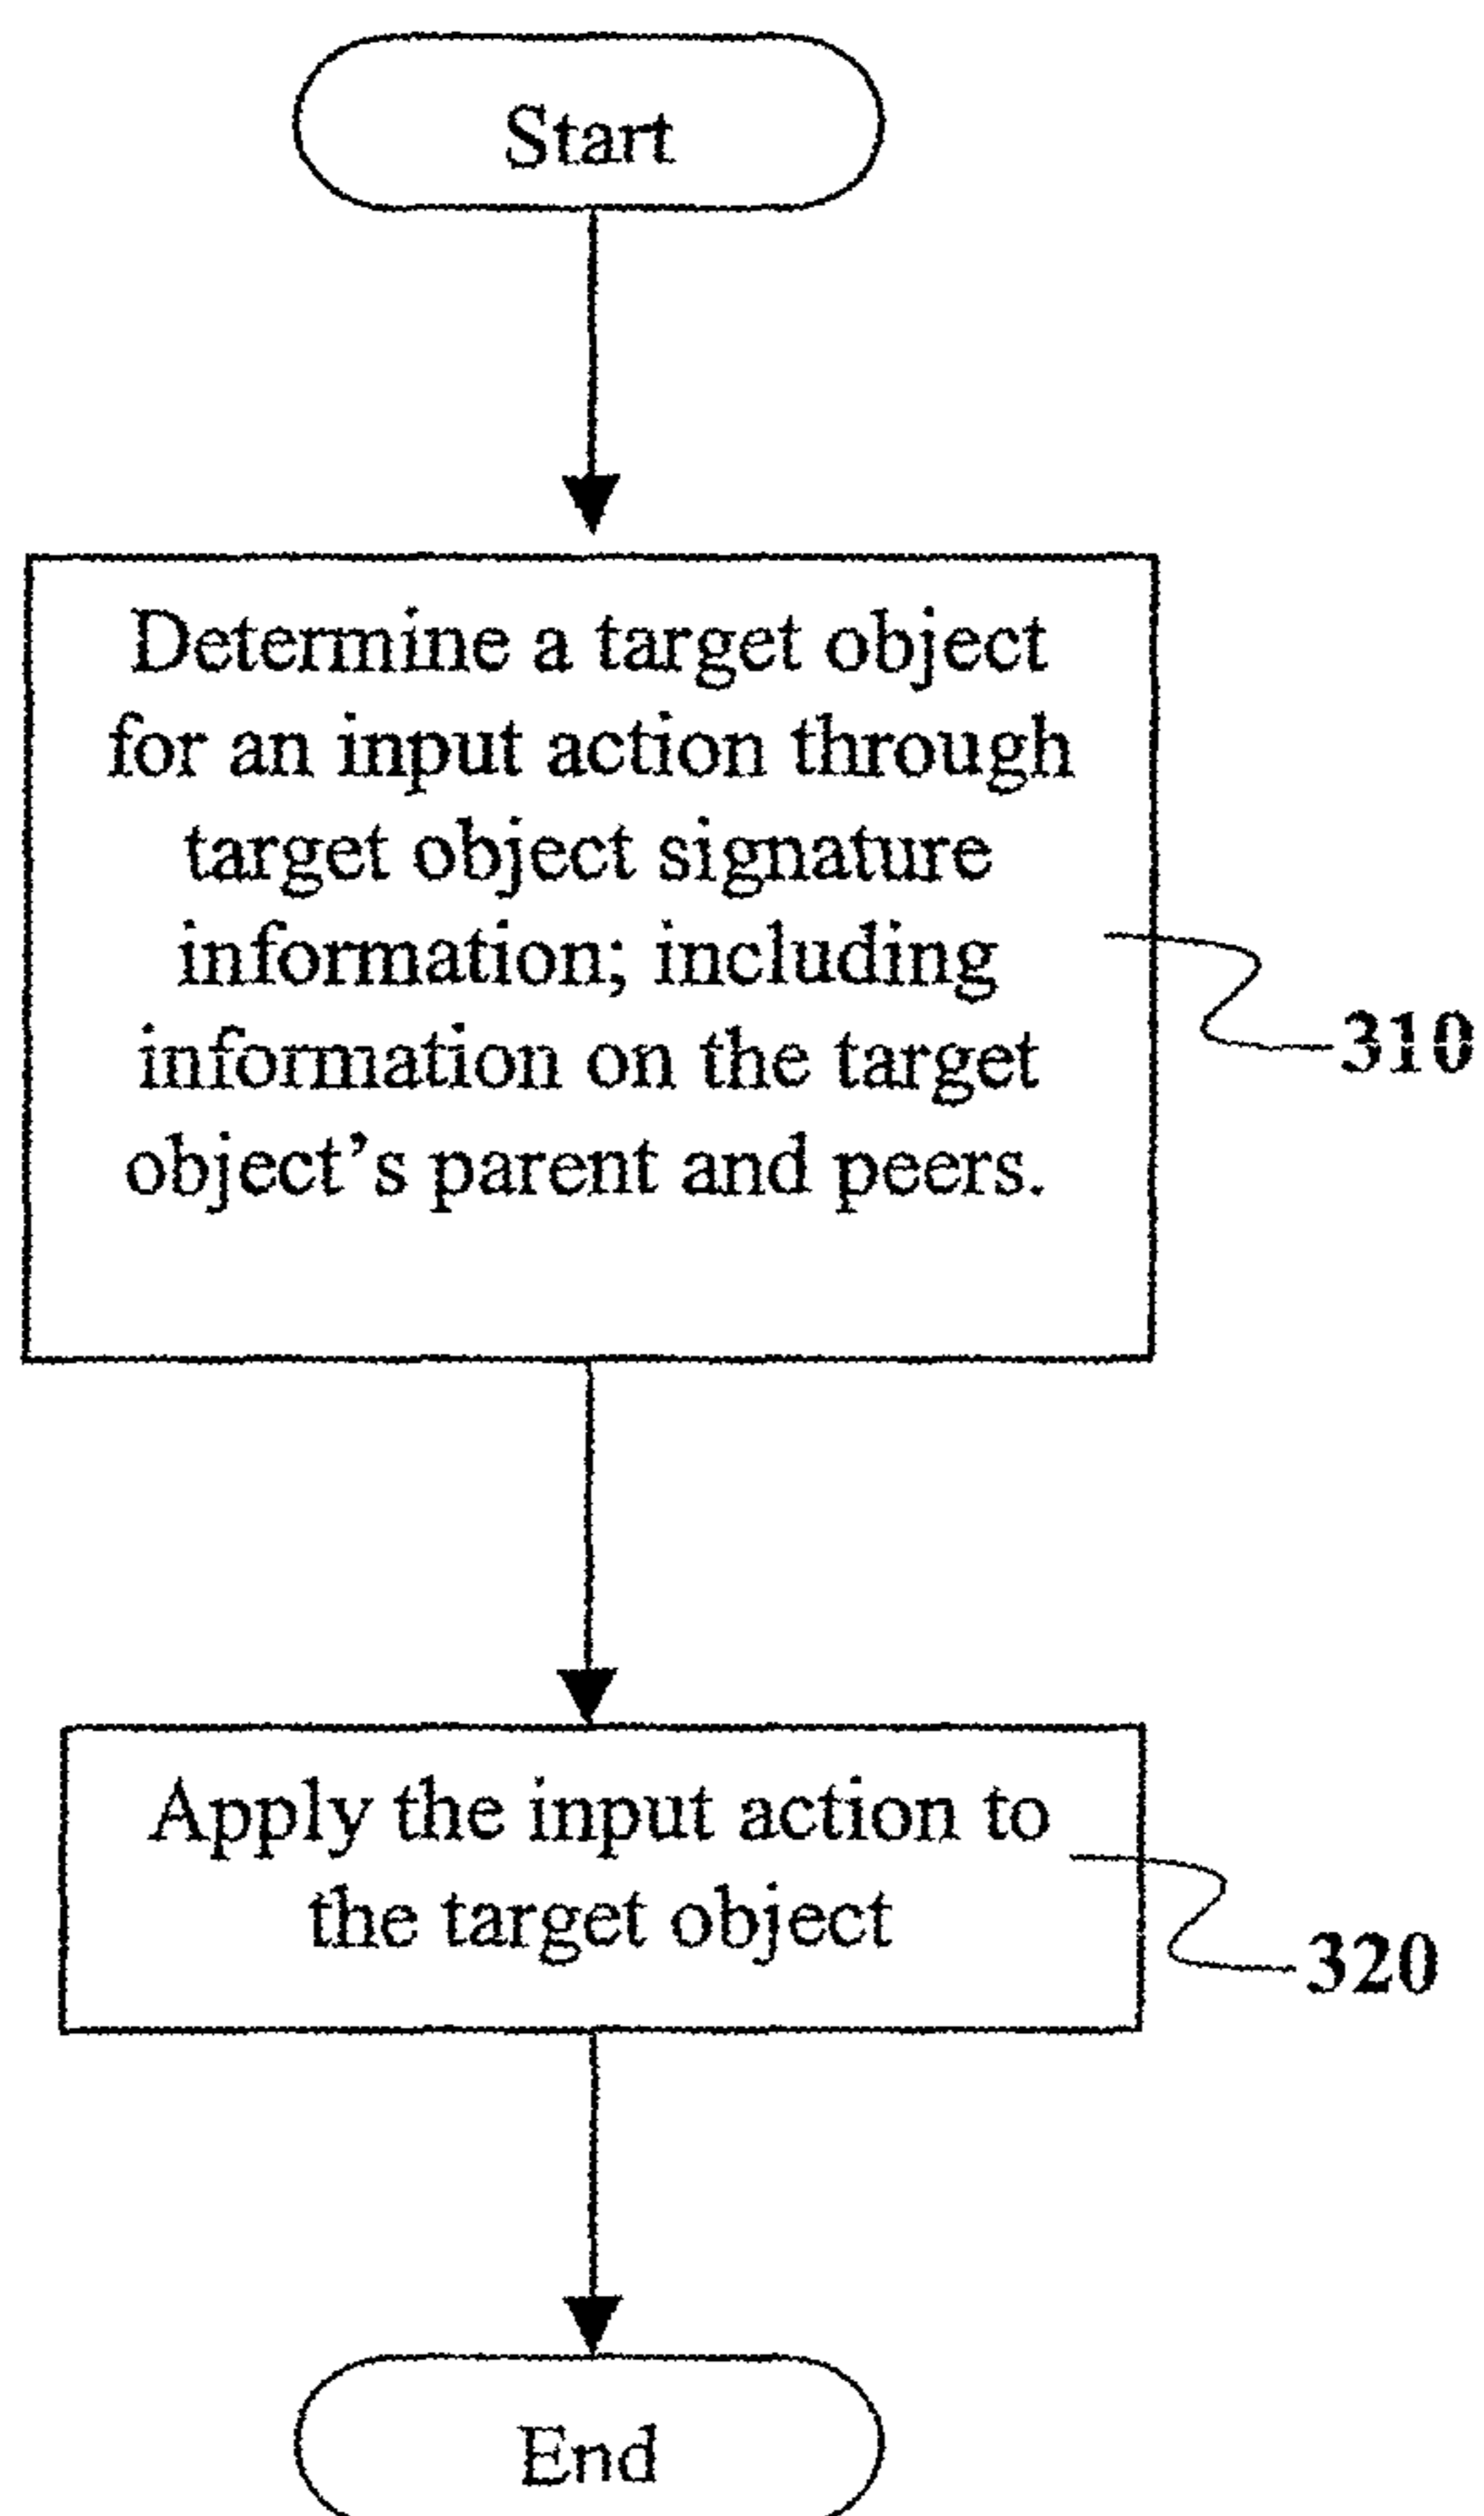 Start
Determine a target object
for an input action through
target object signature
information; including
information on the target
object's parent and peers.
310
Apply the input action to
the target object
320
End